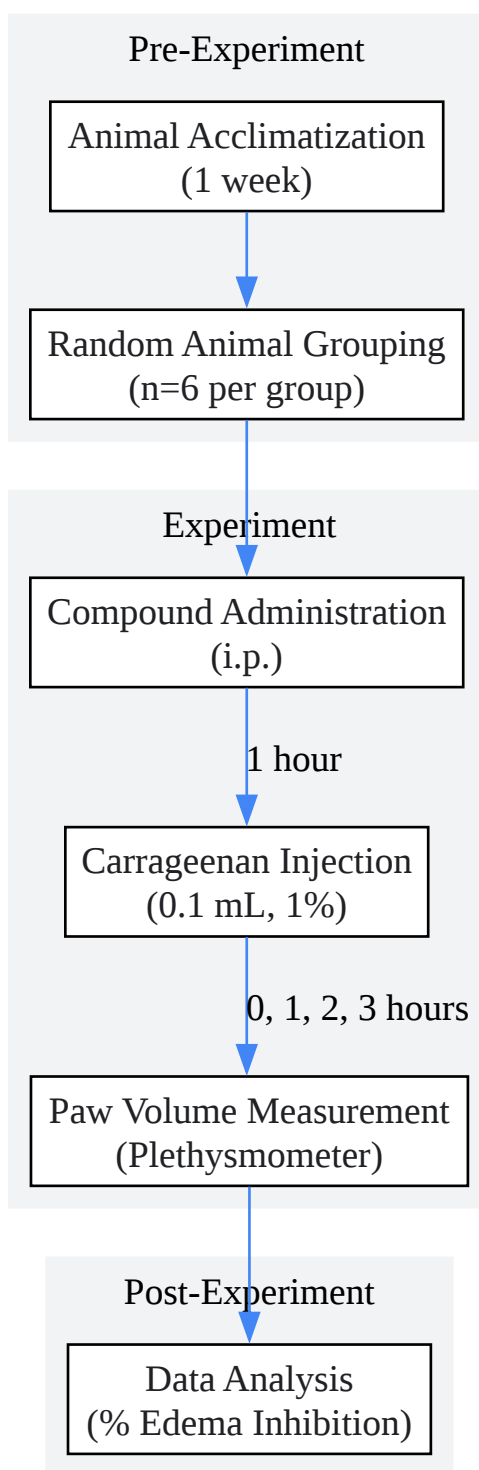 Pre-Experiment
Animal Acclimatization
(1 week)
Random Animal Grouping
(n=6 per group)
Experiment
Compound Administration
(i.p.)
1 hour
Carrageenan Injection
(0.1 mL, 1%)
0, 1, 2, 3 hours
Paw Volume Measurement
(Plethysmometer)
Post-Experiment
Data Analysis
(% Edema Inhibition)